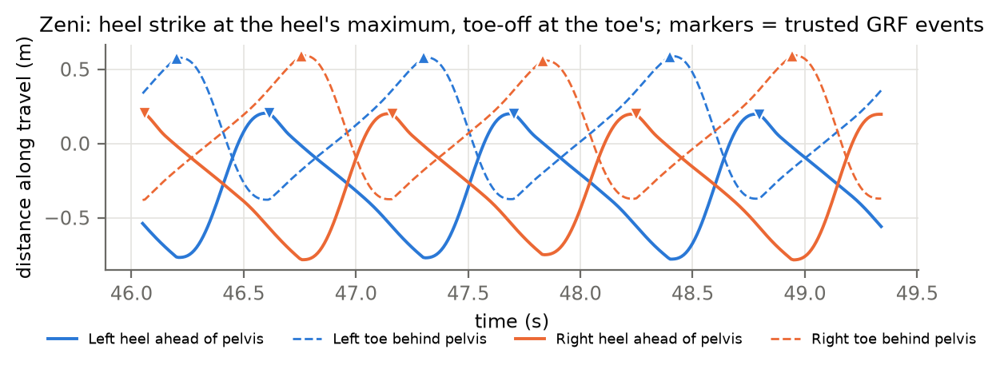 Zeni: heel strike at the heel's maximum, toe-off at the toe's; markers = trusted GRF events
distance along travel (m)
0.5
0.0
−0.5
46.0 46.5 47.0 47.5 48.0 48.5 49.0 49.5
time (s)
Left heel ahead of pelvis Left toe behind pelvis Right heel ahead of pelvis Right toe behind pelvis